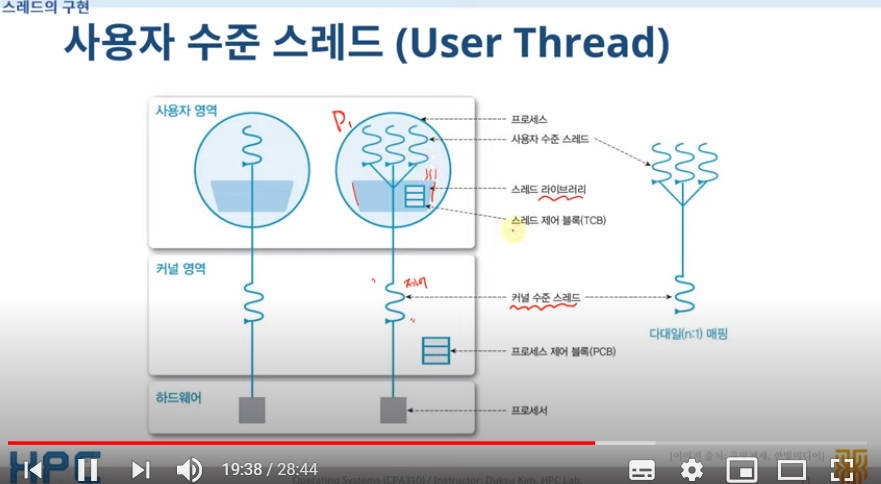 스레드의 구현
사용자 수준 스레드 (User Thread)
사용자 영역
P1
프로세스
사용자 수준 스레드
스레드 라이브러리
스레드 제어 블록(TCB)
커널 영역
제어
커널 수준 스레드
다대일(n:1) 매핑
프로세스 제어 블록(PCB)
하드웨어
프로세서
HPC
19:38 / 28:44
Operating Systems (CPA310) / Instructor: Duksu Kim, HPC Lab.